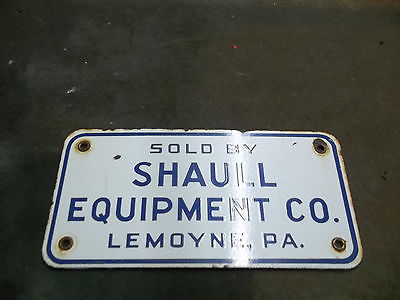 SOLD BY
SHAULL
EQUIPMENT CO.
LEMOYNE, PA.